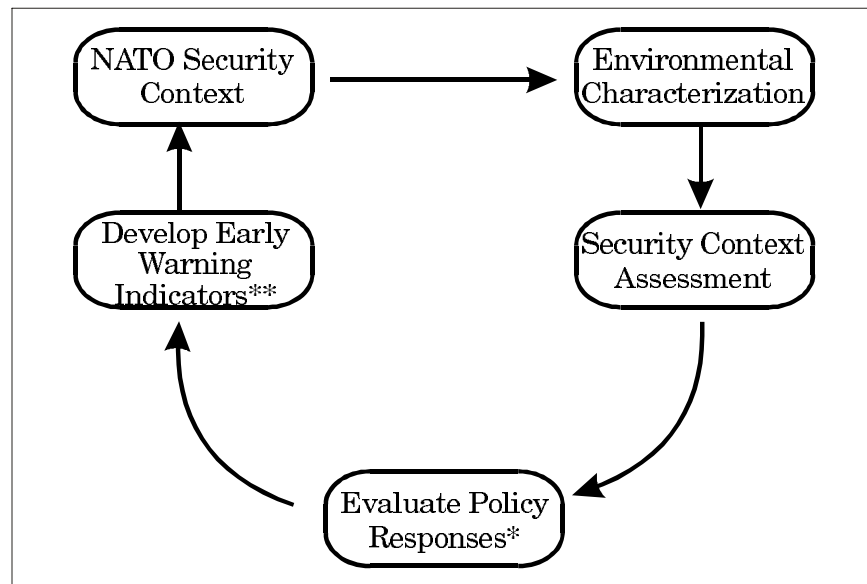 NATO Security
Context
Environmental
Characterization
Security Context
Assessment
Evaluate Policy
Responses*
Develop Early
Warning
Indicators**